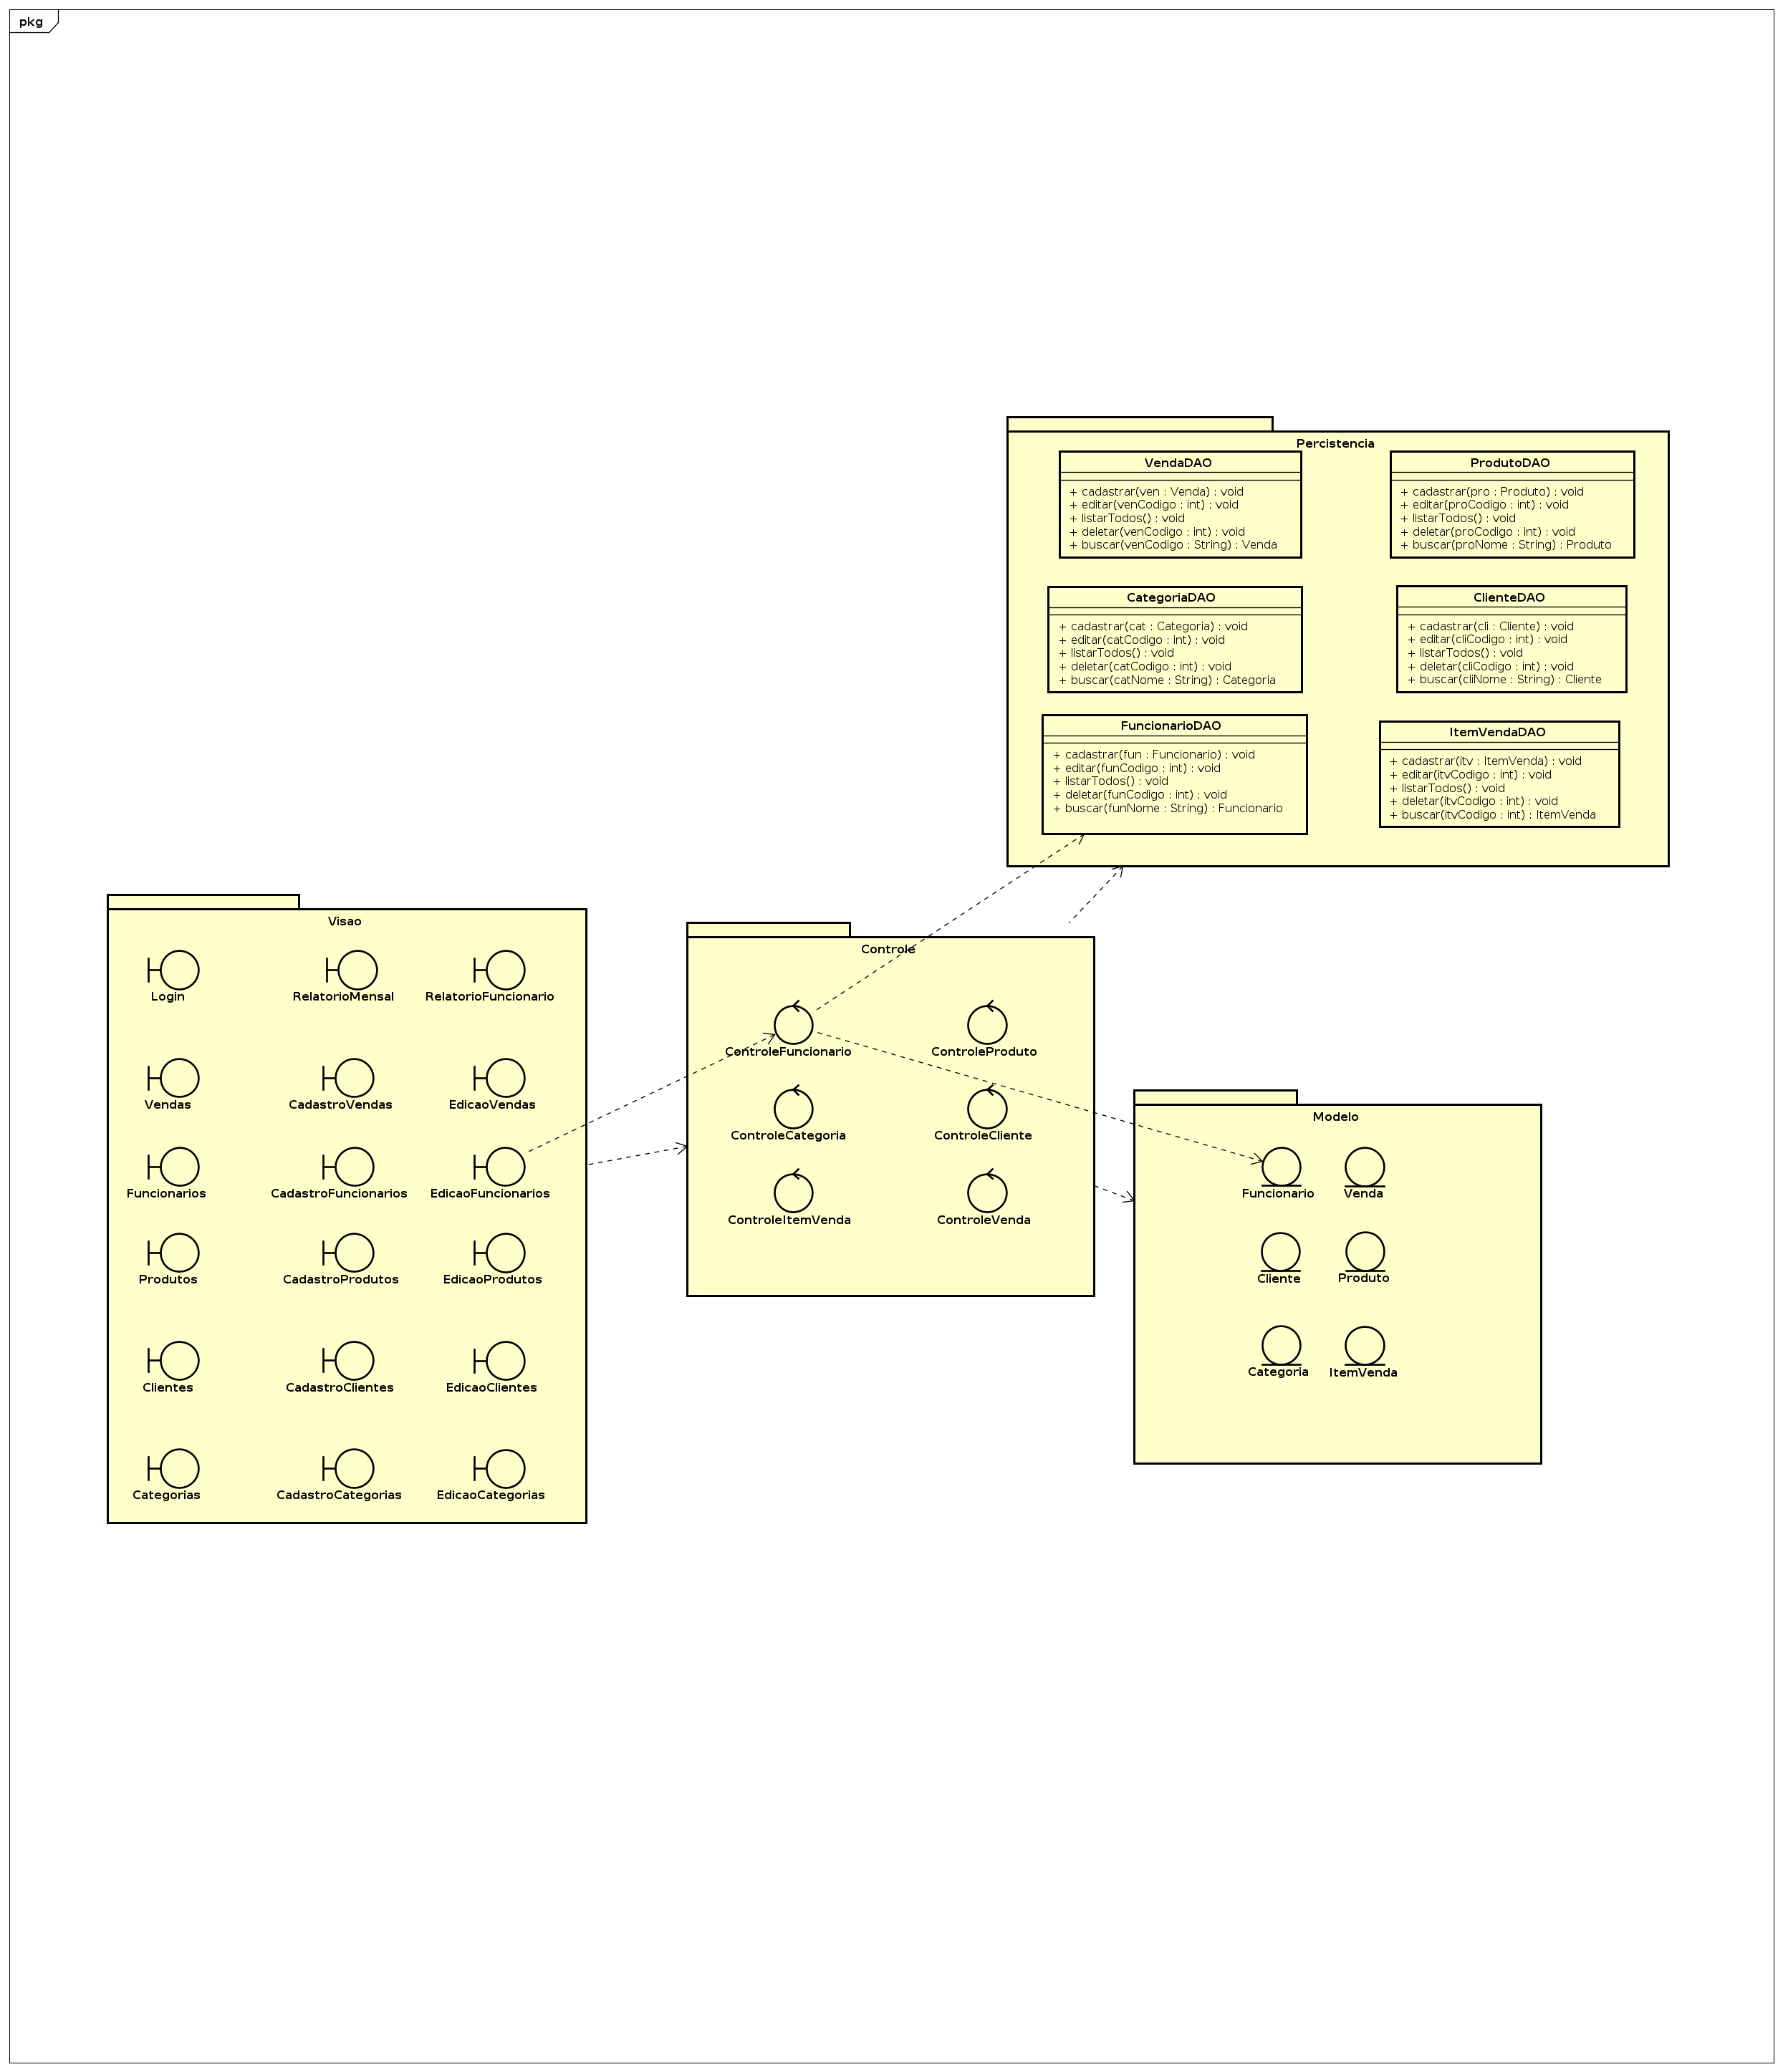 pkg
Percistencia
VendaDAO
+ cadastrar(ven : Venda) : void
+ editar(venCodigo : int) : void
+ listarTodos() : void
+ deletar(venCodigo : int) : void
+ buscar(venCodigo : String) : Venda
ProdutoDAO
+ cadastrar(pro : Produto) : void
+ editar(proCodigo : int) : void
+ listarTodos() : void
+ deletar(proCodigo : int) : void
+ buscar(proNome : String) : Produto
CategoriaDAO
+ cadastrar(cat : Categoria) : void
+ editar(catCodigo : int) : void
+ listarTodos() : void
+ deletar(catCodigo : int) : void
+ buscar(catNome : String) : Categoria
ClienteDAO
+ cadastrar(cli : Cliente) : void
+ editar(cliCodigo : int) : void
+ listarTodos() : void
+ deletar(cliCodigo : int) : void
+ buscar(cliNome : String) : Cliente
FuncionarioDAO
+ cadastrar(fun : Funcionario) : void
+ editar(funCodigo : int) : void
+ listarTodos() : void
+ deletar(funCodigo : int) : void
+ buscar(funNome : String) : Funcionario
ItemVendaDAO
+ cadastrar(itv : ItemVenda) : void
+ editar(itvCodigo : int) : void
+ listarTodos() : void
+ deletar(itvCodigo : int) : void
+ buscar(itvCodigo : int) : ItemVenda
Visao
Login
RelatorioMensal
RelatorioFuncionario
Vendas
CadastroVendas
EdicaoVendas
Funcionarios
CadastroFuncionarios
EdicaoFuncionarios
Produtos
CadastroProdutos
EdicaoProdutos
Clientes
CadastroClientes
EdicaoClientes
Categorias
CadastroCategorias
EdicaoCategorias
Controle
ControleFuncionario
ControleProduto
ControleCategoria
ControleCliente
ControleItemVenda
ControleVenda
Modelo
Funcionario
Venda
Cliente
Produto
Categoria
ItemVenda